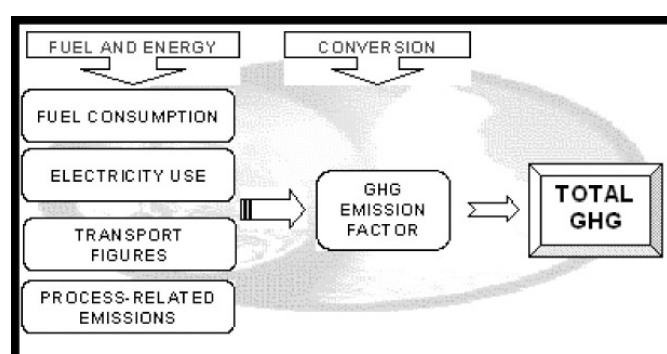 FUEL AND ENERGY
CONVERSION
FUEL CONSUMPTION
ELECTRICITY USE
TRANSPORT
FIGURES
PROCESS-RELATED
EMISSIONS
GHG
EMISSION
FACTOR
TOTAL
GHG